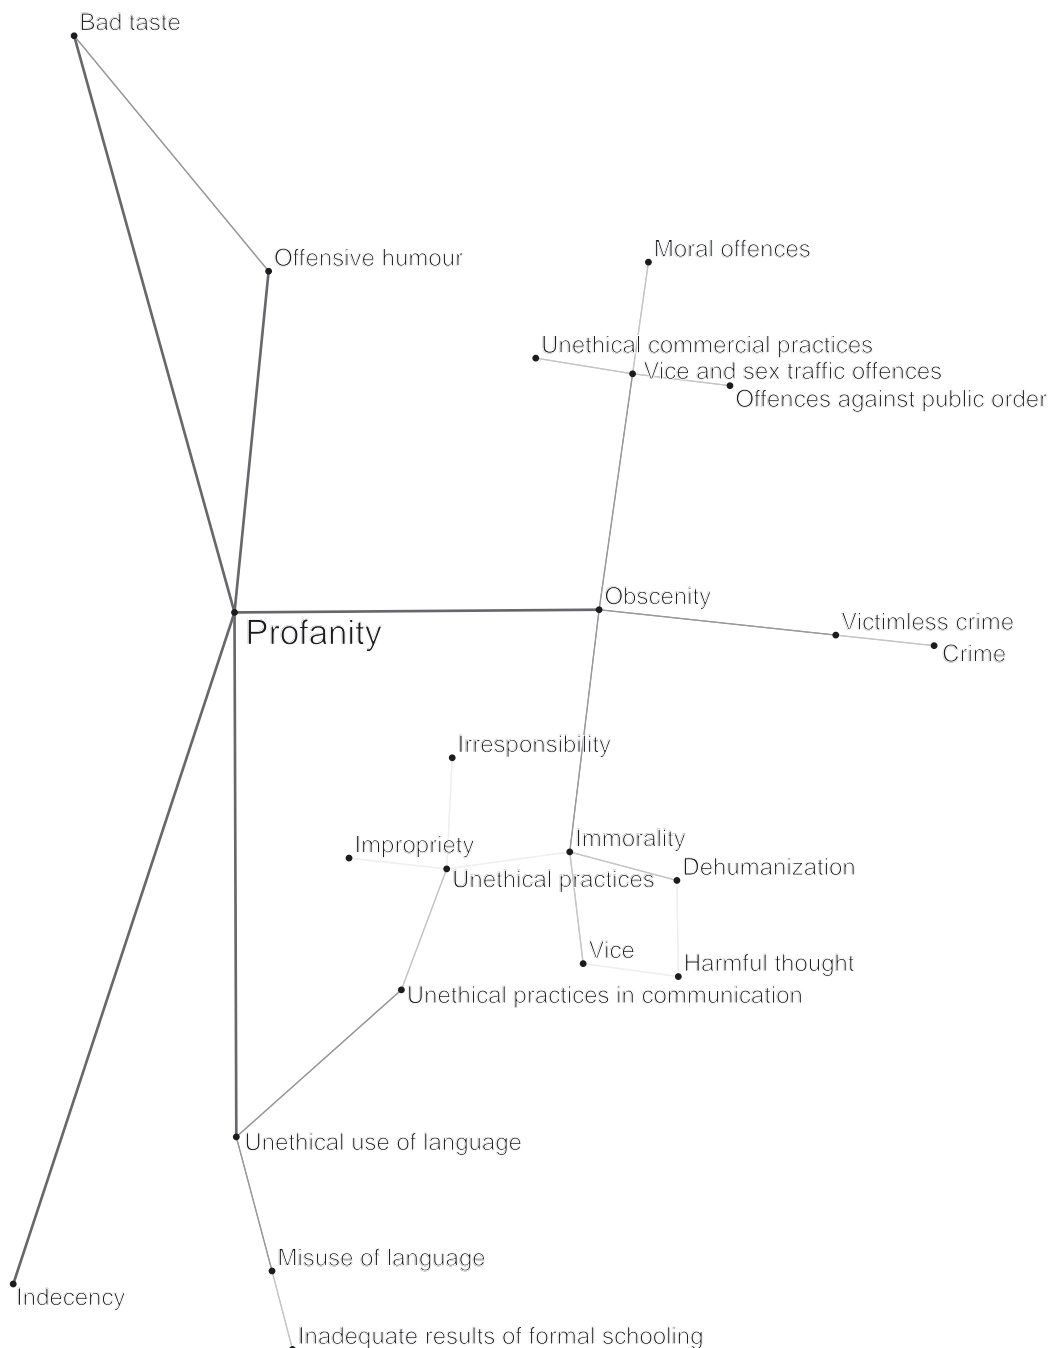 Bad taste
Offensive humour
Moral offences
Unethical commercial practices
Vice and sex traffic offences
Offences against public order
Obscenity
Victimless crime
Profanity
Crime
Irresponsibility
Immorality
Impropriety
Dehumanization
Unethical practices
Vice
Harmful thought
Unethical practices in communication
Unethical use of language
Misuse of language
Indecency
Inadequate results of formal schooling